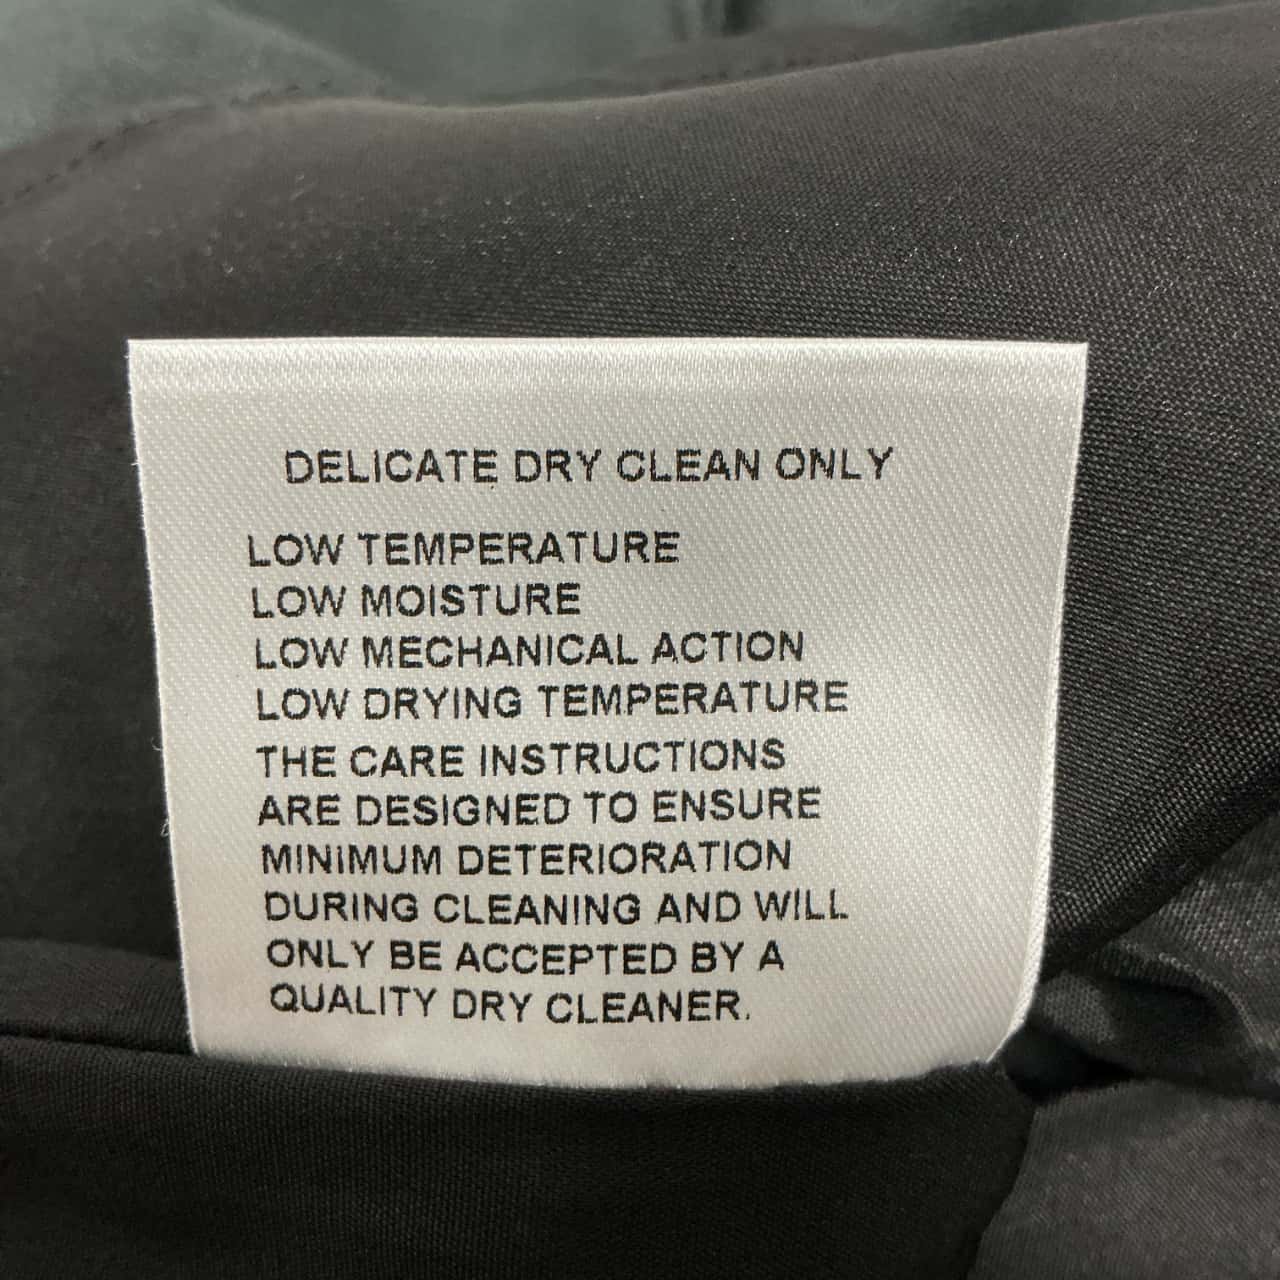 DELICATE DRY CLEAN ONLY
LOW TEMPERATURE
LOW MOISTURE
LOW MECHANICAL ACTION
LOW DRYING TEMPERATURE
THE CARE INSTRUCTIONS
ARE DESIGNED TO ENSURE
MINIMUM DETERIORATION
DURING CLEANING AND WILL
ONLY BE ACCEPTED BY A
QUALITY DRY CLEANER.